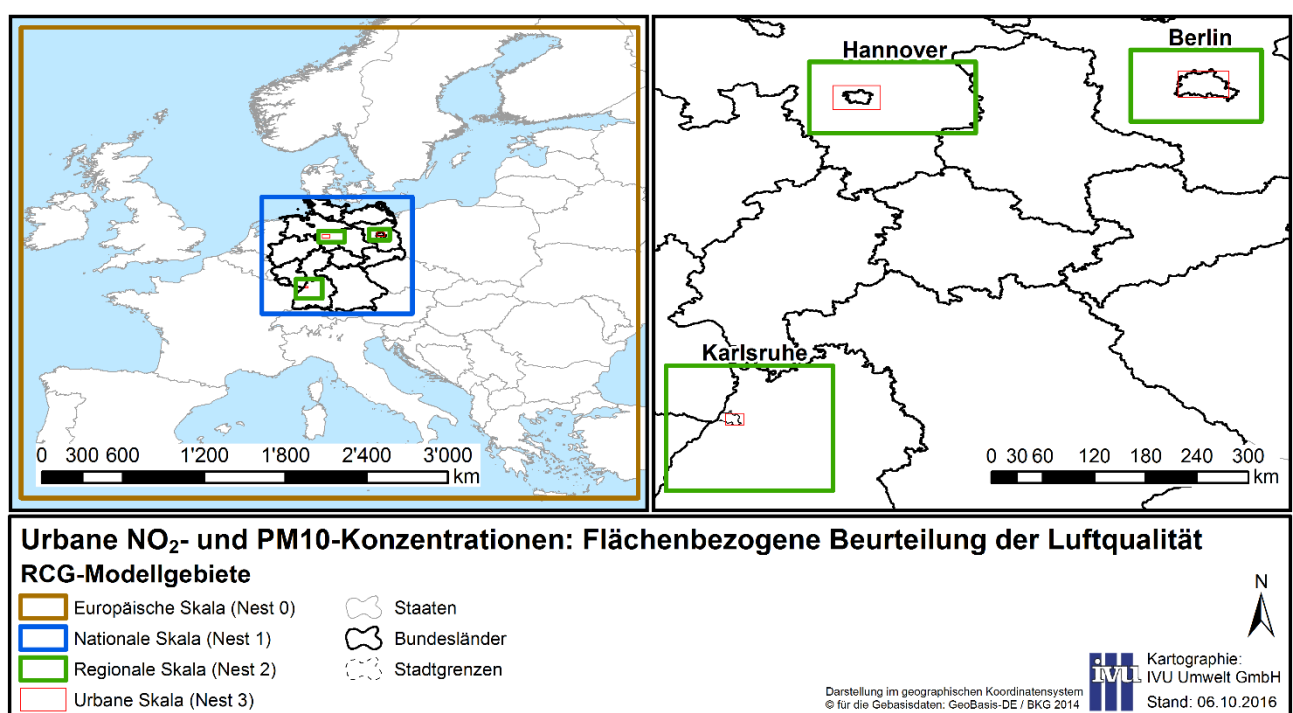 0 300 600 1'200 1'800 2'400 3'000
km
Hannover
Berlin
Karlsruhe
0 30 60 120 180 240 300
km
Urbane NO₂- und PM10-Konzentrationen: Flächenbezogene Beurteilung der Luftqualität
RCG-Modellgebiete
Europäische Skala (Nest 0)
Nationale Skala (Nest 1)
Regionale Skala (Nest 2)
Urbane Skala (Nest 3)
Staaten
Bundesländer
Stadtgrenzen
N
Darstellung im geographischen Koordinatensystem
© für die Gebasisdaten: GeoBasis-DE / BKG 2014
ivu
Kartographie:
IVU Umwelt GmbH
Stand: 06.10.2016